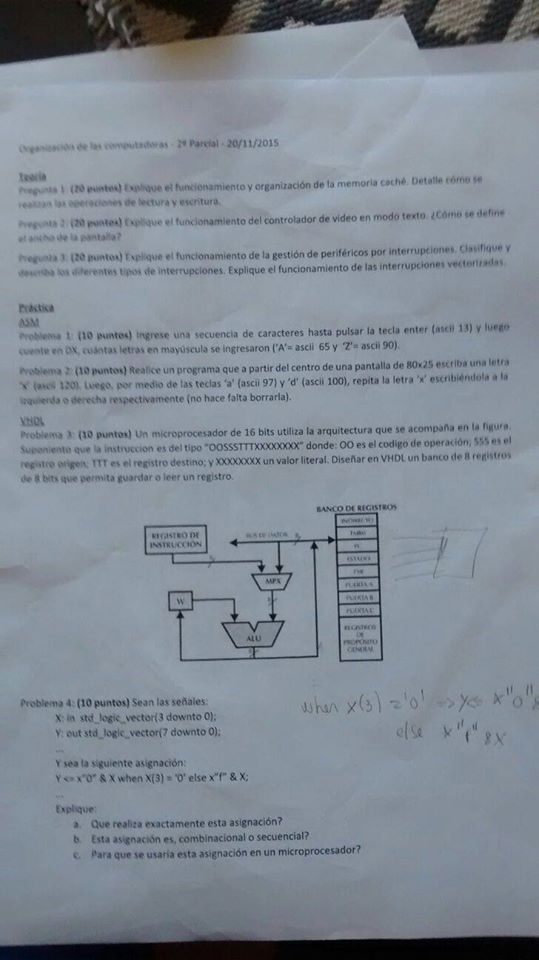 Organización de las computadoras - 2º Parcial - 20/11/2015
Teoría
Pregunta 1: (20 puntos) Explique el funcionamiento y organización de la memoria caché. Detalle cómo se
realizan las operaciones de lectura y escritura.
Pregunta 2: (20 puntos) Explique el funcionamiento del controlador de video en modo texto. ¿Cómo se define
el ancho de la pantalla?
Pregunta 3: (20 puntos) Explique el funcionamiento de la gestión de periféricos por interrupciones. Clasifique y
describa los diferentes tipos de interrupciones. Explique el funcionamiento de las interrupciones vectorizadas.
Práctica
ASM
Problema 1: (10 puntos) Ingrese una secuencia de caracteres hasta pulsar la tecla enter (ascii 13) y luego
cuente en DX, cuántas letras en mayúscula se ingresaron ('A'= ascii 65 y 'Z'= ascii 90).
Problema 2: (10 puntos) Realice un programa que a partir del centro de una pantalla de 80x25 escriba una letra
'x' (ascii 120). Luego, por medio de las teclas 'a' (ascii 97) y 'd' (ascii 100), repita la letra 'x' escribiéndola a la
izquierda o derecha respectivamente (no hace falta borrarla).
VHDL
Problema 3: (10 puntos) Un microprocesador de 16 bits utiliza la arquitectura que se acompaña en la figura.
Suponiento que la instruccion es del tipo "OOSSSTTTXXXXXXXX" donde: OO es el codigo de operación; SSS es el
registro origen; TTT es el registro destino; y XXXXXXXX un valor literal. Diseñar en VHDL un banco de 8 registros
de 8 bits que permita guardar o leer un registro.
BANCO DE REGISTROS
REGISTRO DE
INSTRUCCIÓN
BUS DE DATOS
INDIRECTO
TMR0
PC
ESTADO
FSR
PUERTA A
PUERTA B
PUERTA C
REGISTROS
DE
PROPOSITO
GENERAL
MPX
W
ALU
Problema 4: (10 puntos) Sean las señales:
X: in std_logic_vector(3 downto 0);
Y: out std_logic_vector(7 downto 0);
...
Y sea la siguiente asignación:
Y <= x"0" & X when X(3) = '0' else x"f" & X;
...
when x(3) = '0' => Y <= x"0" &
else x "f" & X
Explique:
a. Que realiza exactamente esta asignación?
b. Esta asignación es, combinacional o secuencial?
c. Para que se usaria esta asignación en un microprocesador?